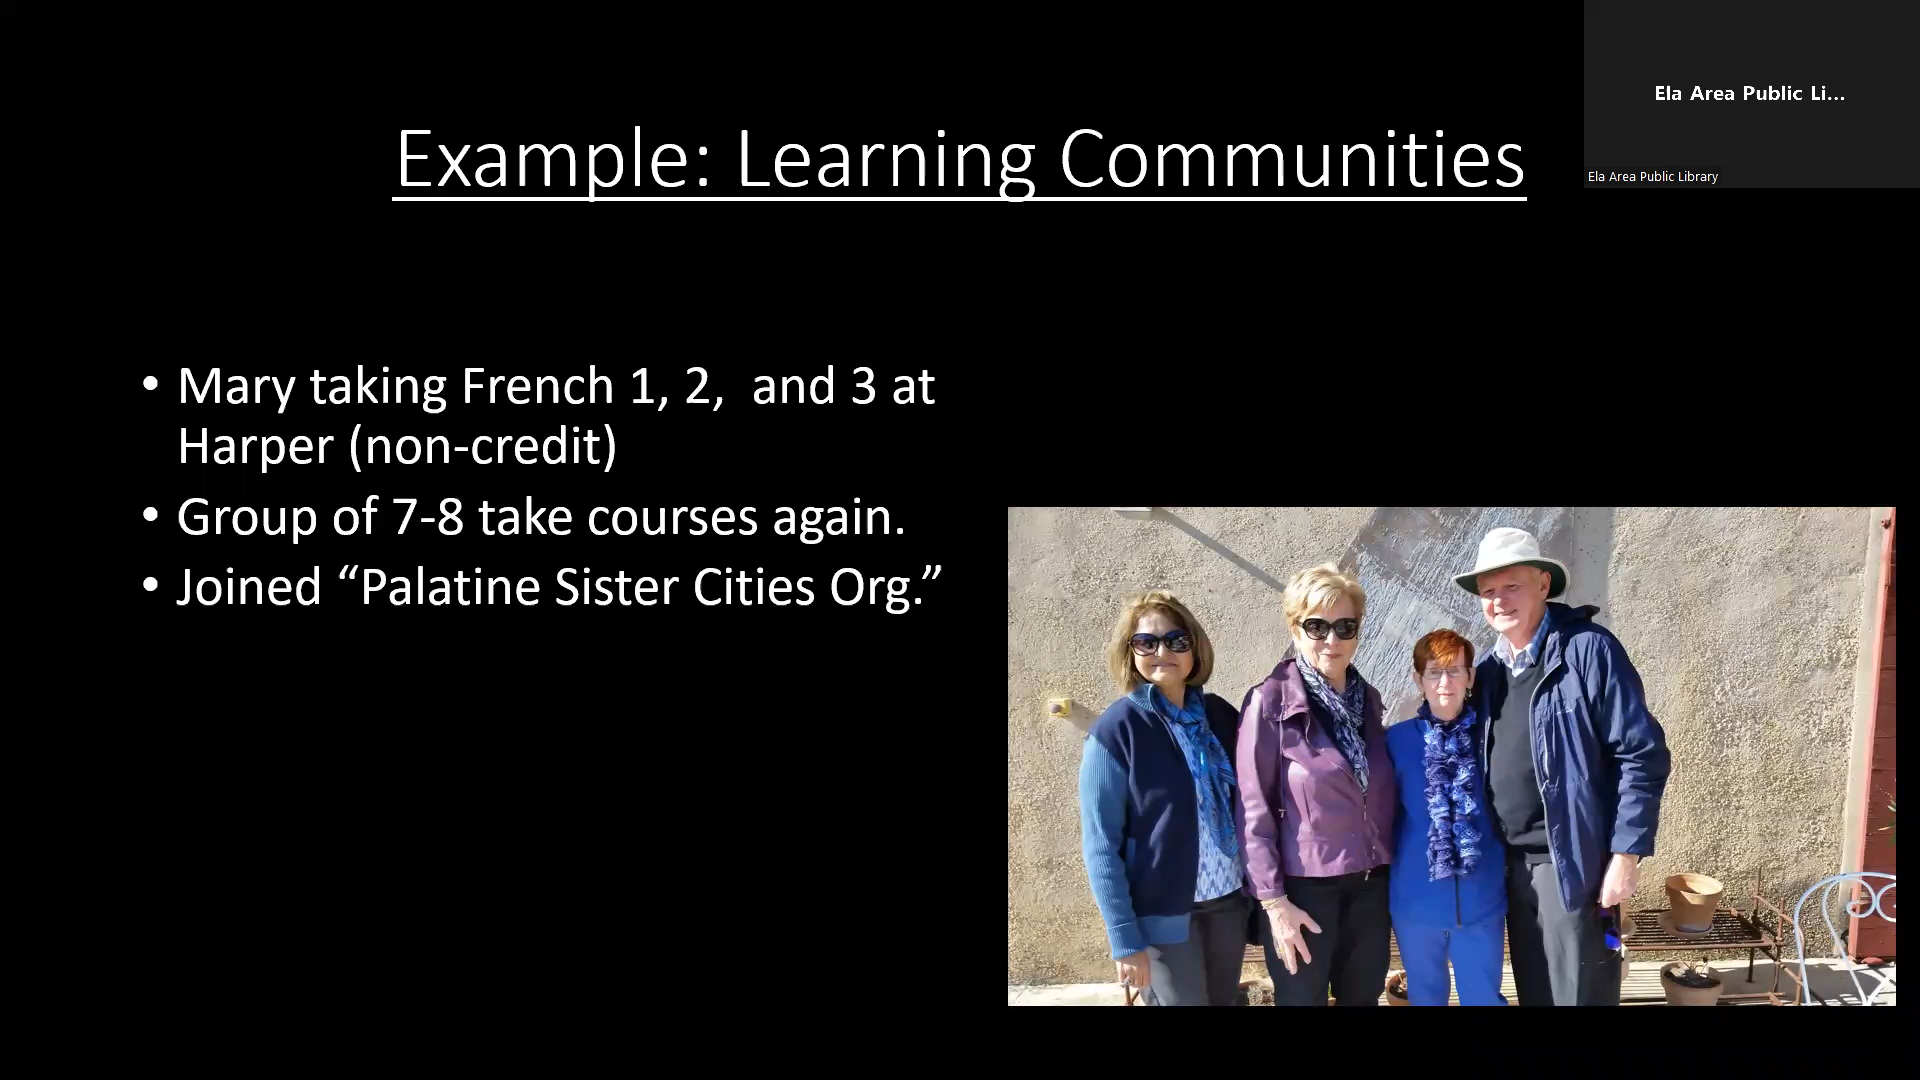 Ela Area Public Li...
Ela Area Public Library
Example: Learning Communities
• Mary taking French 1, 2,  and 3 at
Harper (non-credit)
• Group of 7-8 take courses again.
• Joined “Palatine Sister Cities Org.”